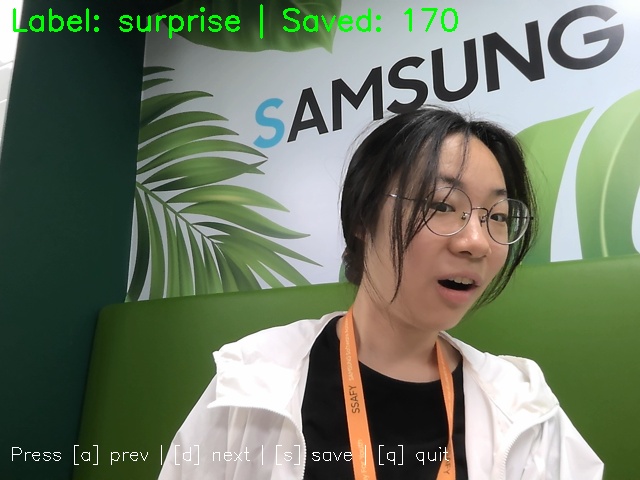 Label: surprise | Saved: 170
SAMSUNG
SSAFY
Press [a] prev | [d] next | [s] save | [q] quit